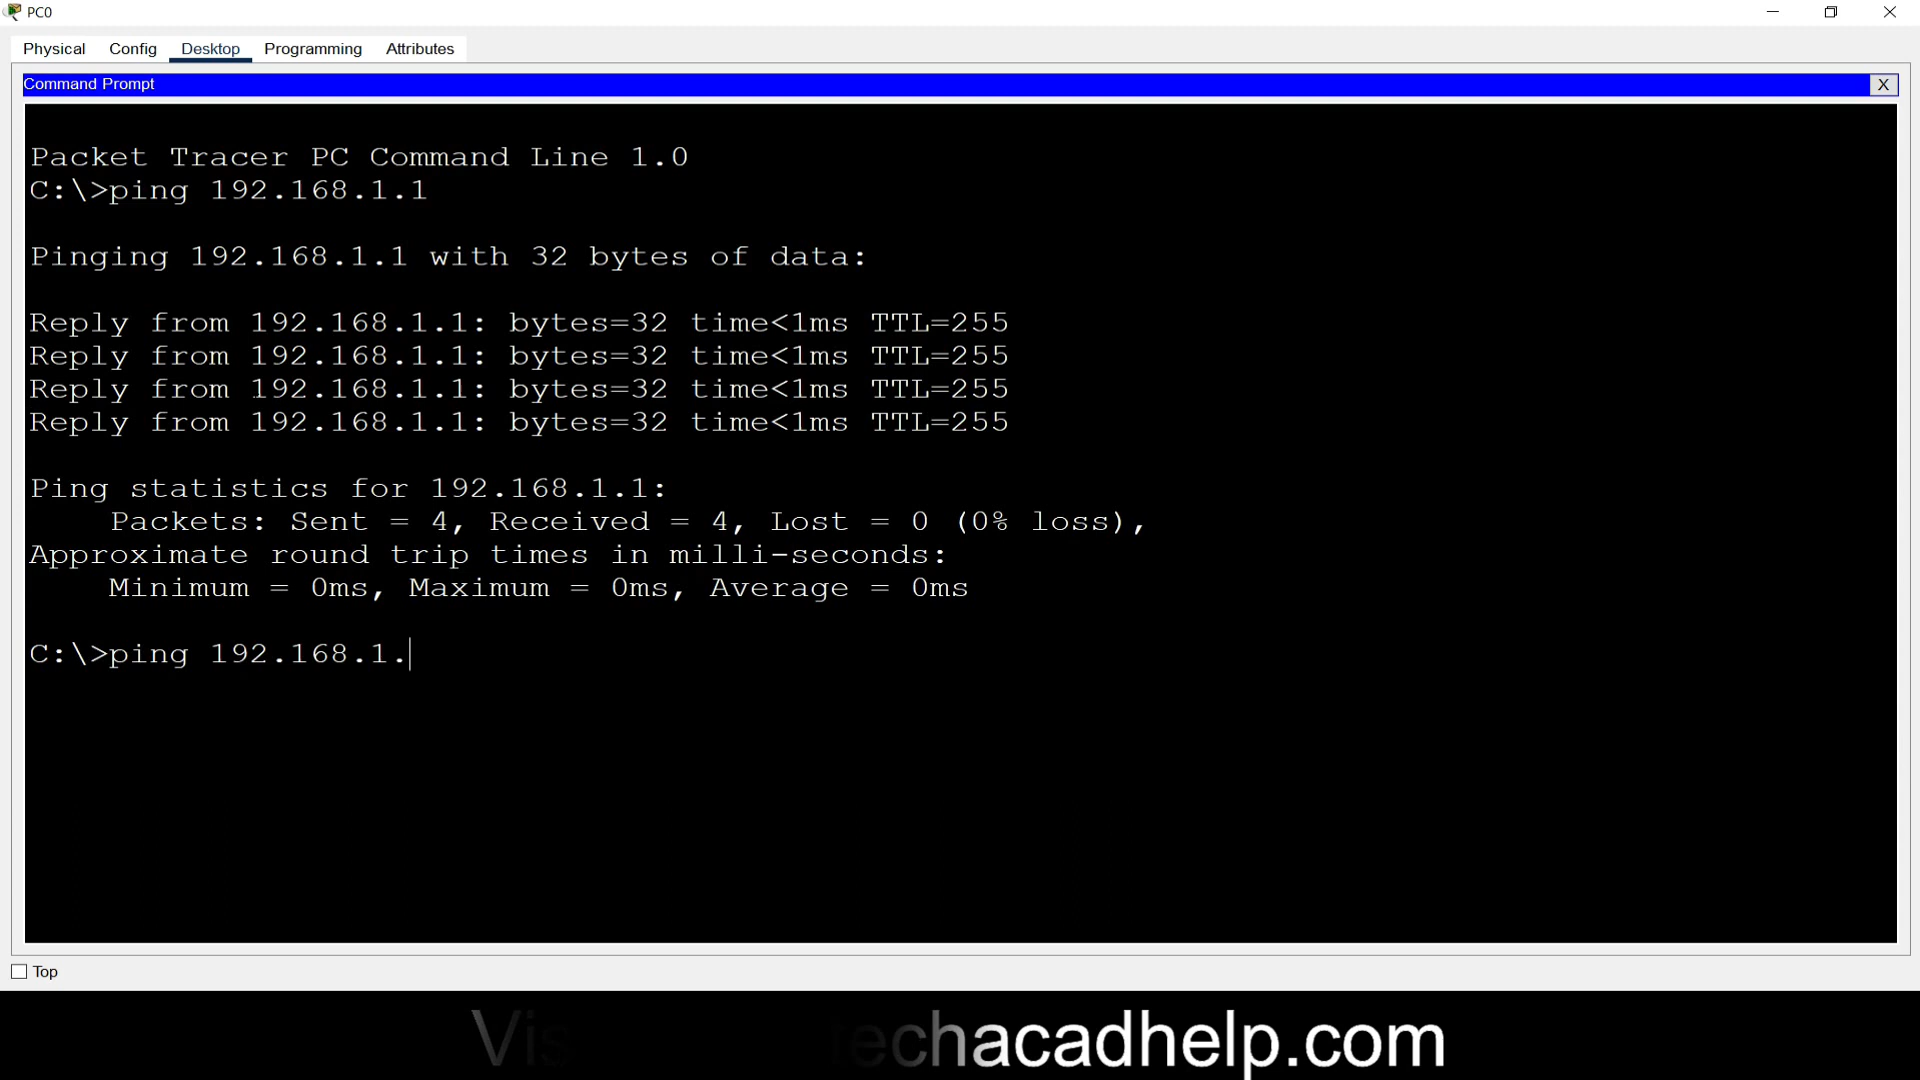 PC0
Physical Config Desktop Programming Attributes
Command Prompt X
Packet Tracer PC Command Line 1.0
C:\>ping 192.168.1.1
Pinging 192.168.1.1 with 32 bytes of data:
Reply from 192.168.1.1: bytes=32 time<1ms TTL=255
Reply from 192.168.1.1: bytes=32 time<1ms TTL=255
Reply from 192.168.1.1: bytes=32 time<1ms TTL=255
Reply from 192.168.1.1: bytes=32 time<1ms TTL=255
Ping statistics for 192.168.1.1:
Packets: Sent = 4, Received = 4, Lost = 0 (0% loss),
Approximate round trip times in milli-seconds:
Minimum = 0ms, Maximum = 0ms, Average = 0ms
C:\>ping 192.168.1.
Top
Vis techacadhelp.com